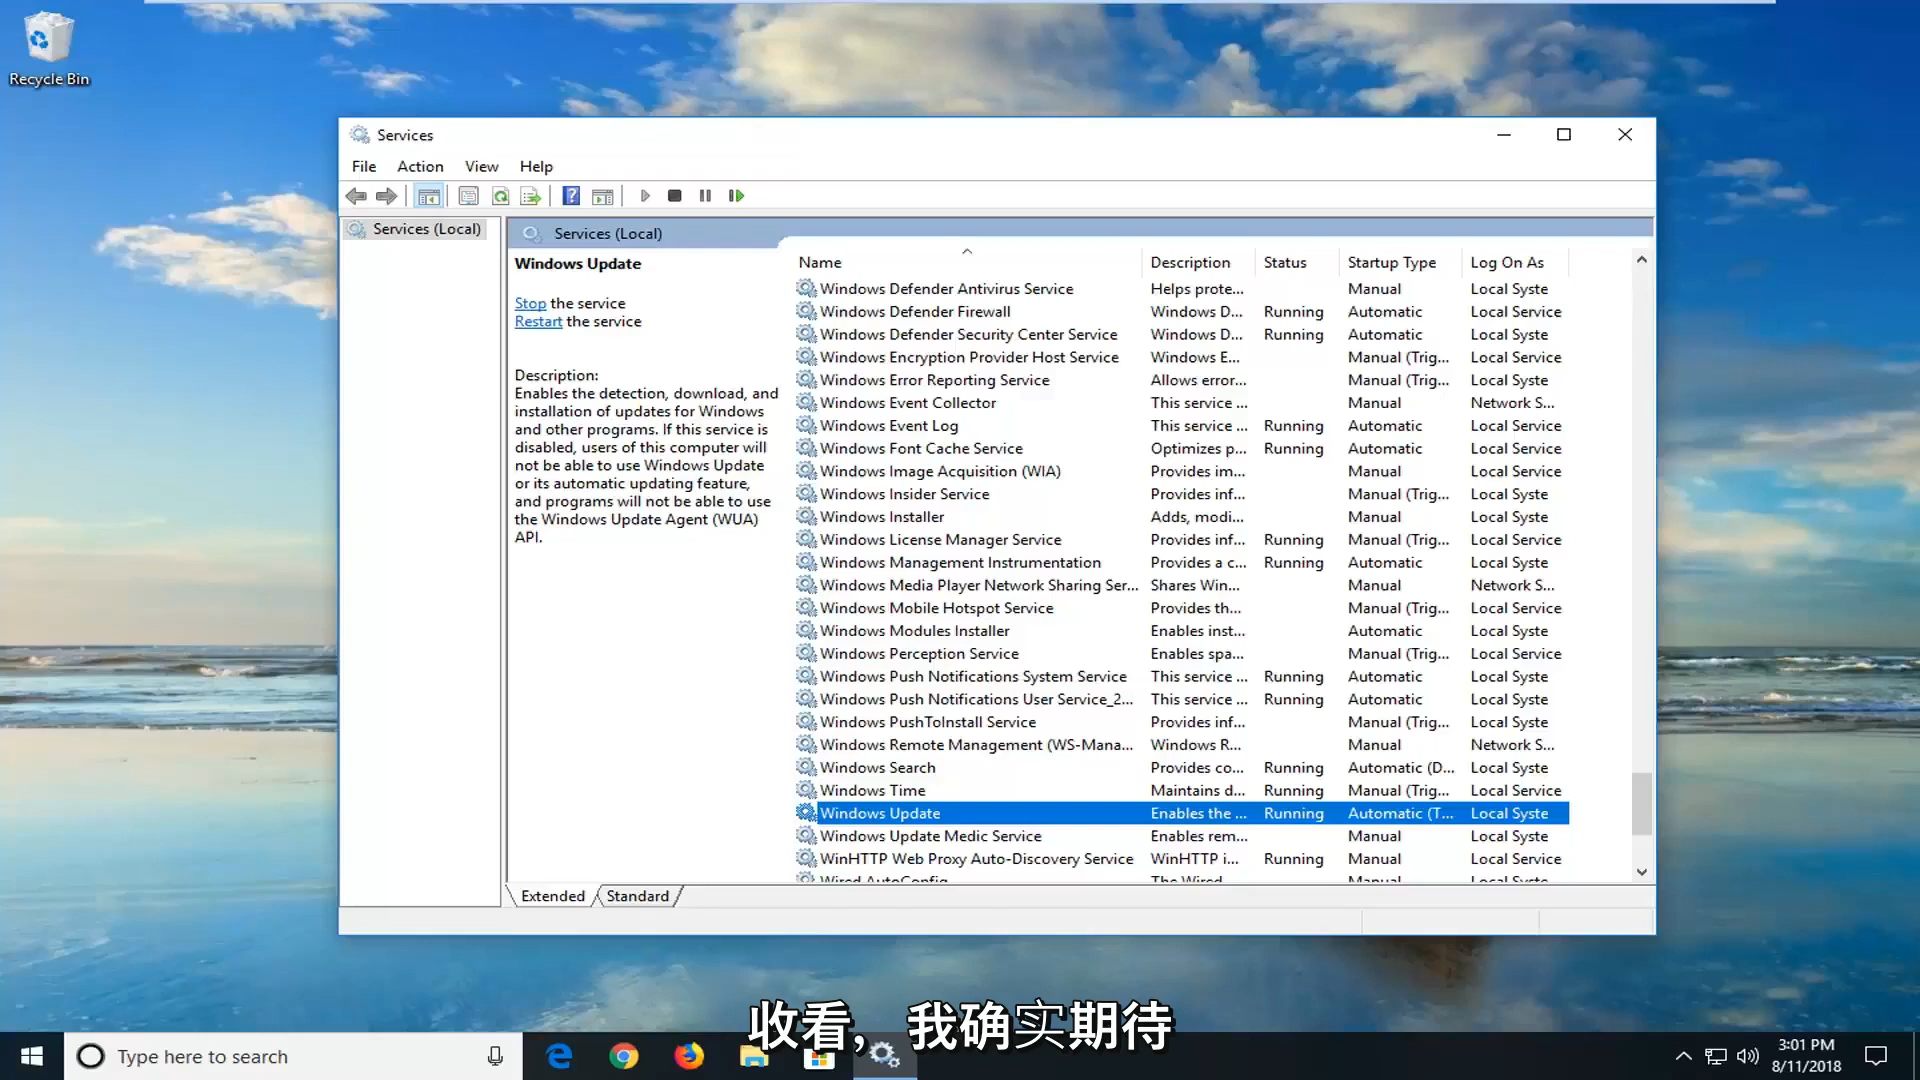 Recycle Bin
Services
File Action View Help
Services (Local)
Services (Local)
Windows Update
Stop the service
Restart the service
Description:
Enables the detection, download, and
installation of updates for Windows
and other programs. If this service is
disabled, users of this computer will
not be able to use Windows Update
or its automatic updating feature,
and programs will not be able to use
the Windows Update Agent (WUA)
API.
Name Description Status Startup Type Log On As
Windows Defender Antivirus Service Helps prote... Manual Local Syste
Windows Defender Firewall Windows D... Running Automatic Local Service
Windows Defender Security Center Service Windows D... Running Automatic Local Syste
Windows Encryption Provider Host Service Windows E... Manual (Trig... Local Service
Windows Error Reporting Service Allows error... Manual (Trig... Local Syste
Windows Event Collector This service ... Manual Network S...
Windows Event Log This service ... Running Automatic Local Service
Windows Font Cache Service Optimizes p... Running Automatic Local Service
Windows Image Acquisition (WIA) Provides im... Manual Local Service
Windows Insider Service Provides inf... Manual (Trig... Local Syste
Windows Installer Adds, modi... Manual Local Syste
Windows License Manager Service Provides inf... Running Manual (Trig... Local Service
Windows Management Instrumentation Provides a c... Running Automatic Local Syste
Windows Media Player Network Sharing Ser... Shares Win... Manual Network S...
Windows Mobile Hotspot Service Provides th... Manual (Trig... Local Service
Windows Modules Installer Enables inst... Automatic Local Syste
Windows Perception Service Enables spa... Manual (Trig... Local Service
Windows Push Notifications System Service This service ... Running Automatic Local Syste
Windows Push Notifications User Service_2... This service ... Running Automatic Local Syste
Windows PushToInstall Service Provides inf... Manual (Trig... Local Syste
Windows Remote Management (WS-Mana... Windows R... Manual Network S...
Windows Search Provides co... Running Automatic (D... Local Syste
Windows Time Maintains d... Running Manual (Trig... Local Service
Windows Update Enables the ... Running Automatic (T... Local Syste
Windows Update Medic Service Enables rem... Manual Local Syste
WinHTTP Web Proxy Auto-Discovery Service WinHTTP i... Running Manual Local Service
Wired AutoConfig The Wired Manual Local Syste
Extended Standard
收看, 我确实期待
Type here to search
3:01 PM
8/11/2018